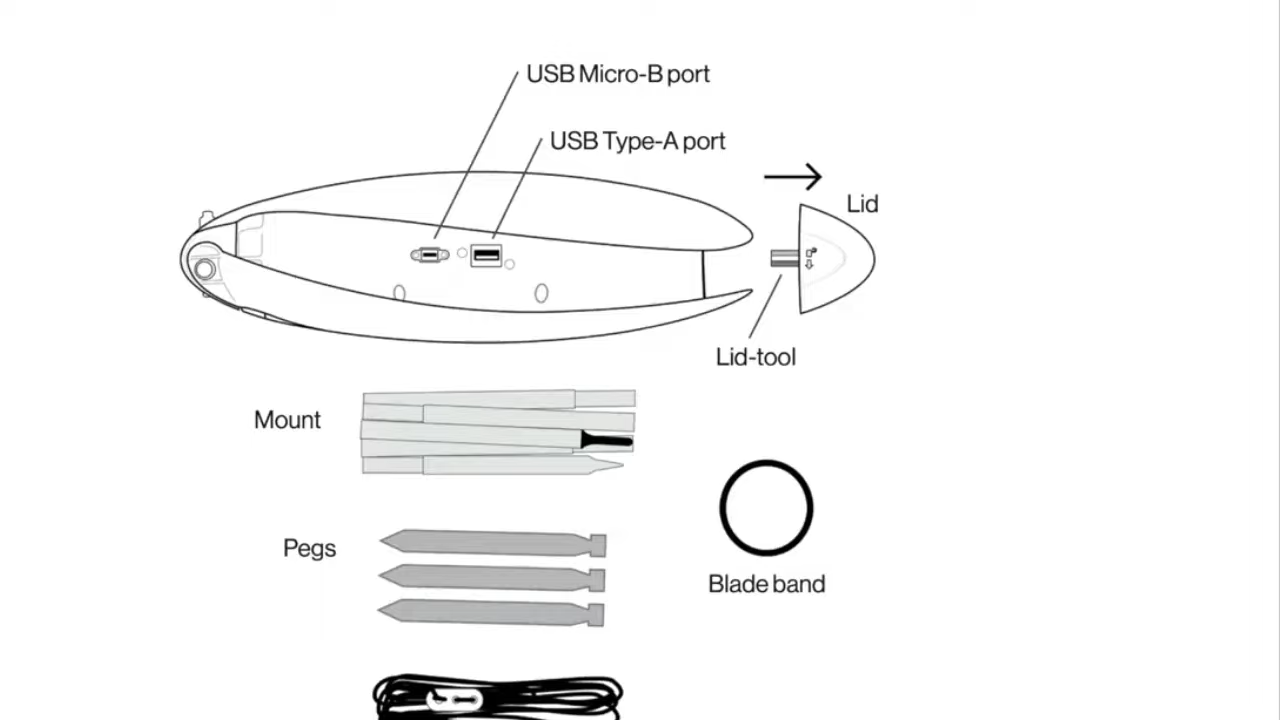 USB Micro-B port
USB Type-A port
Lid
Lid-tool
Mount
Pegs
Blade band